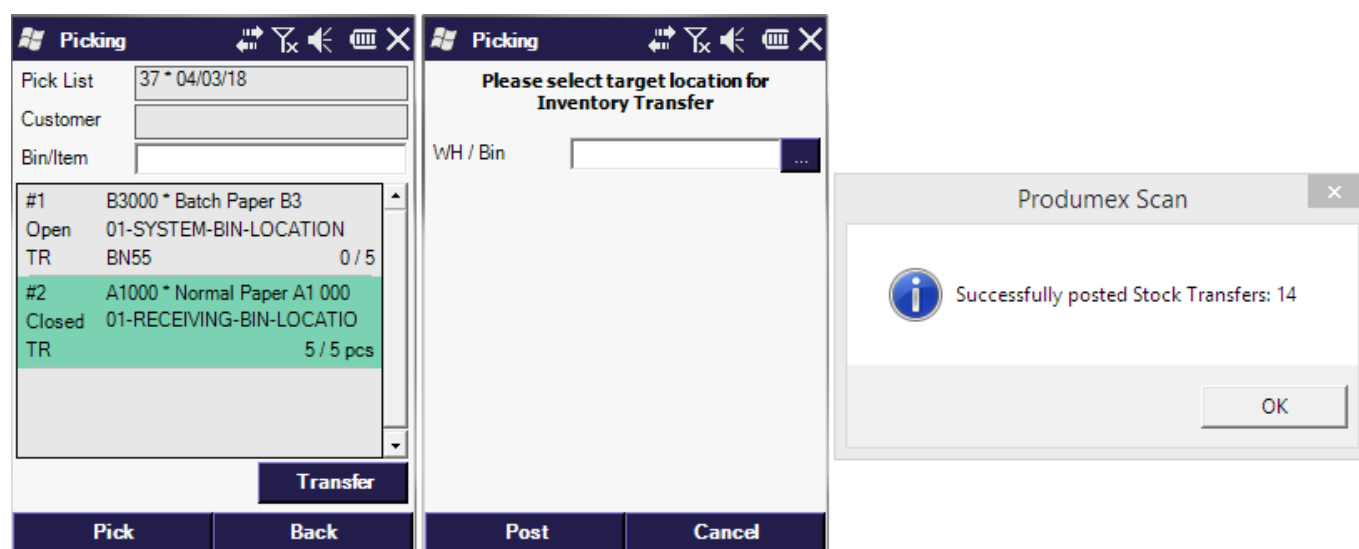 Picking
Pick List 37 * 04/03/18
Customer
Bin/Item
#1 B3000 * Batch Paper B3
Open 01-SYSTEM-BIN-LOCATION
TR BN55 0 / 5
#2 A1000 * Normal Paper A1 000
Closed 01-RECEIVING-BIN-LOCATIO
TR 5 / 5 pcs
Transfer
Pick Back
Picking
Please select target location for
Inventory Transfer
WH / Bin ...
Post Cancel
Produmex Scan
Successfully posted Stock Transfers: 14
OK